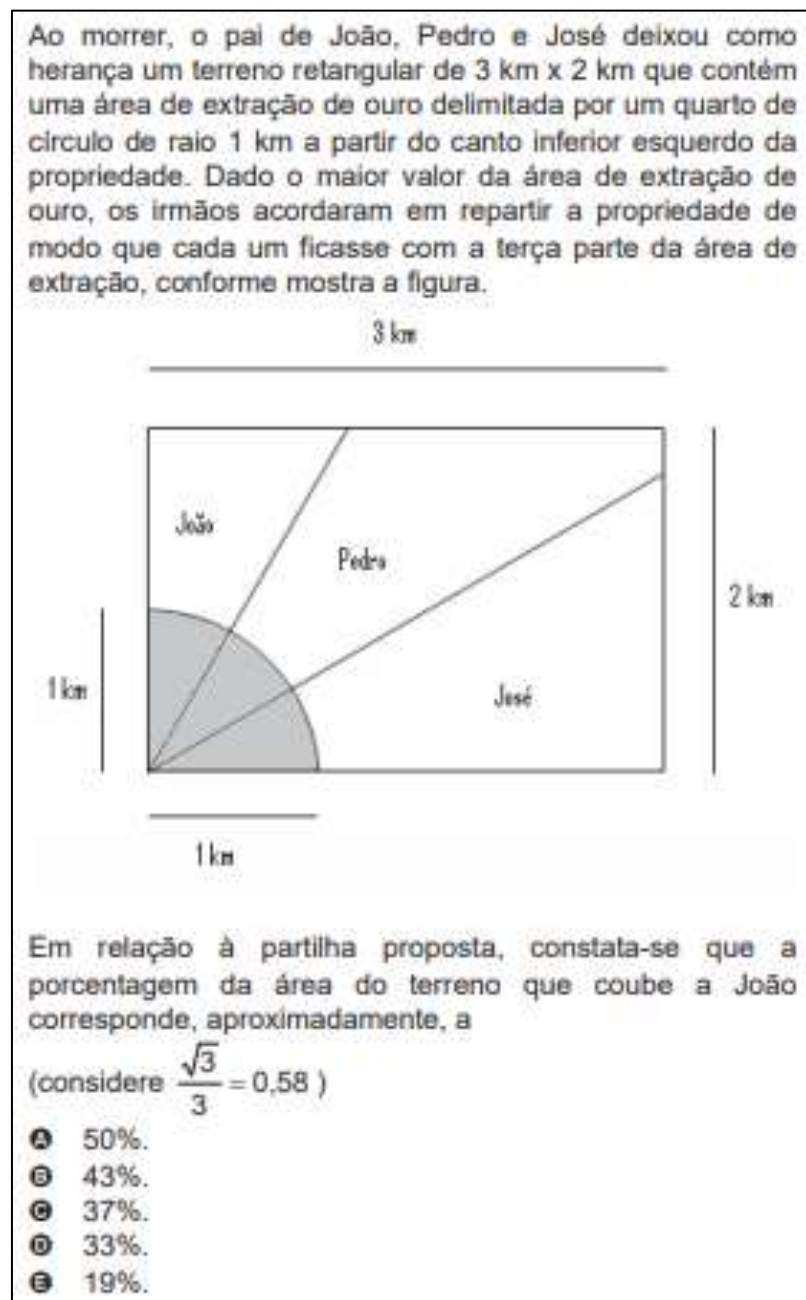 Ao morrer, o pai de João, Pedro e José deixou como
herança um terreno retangular de 3 km x 2 km que contém
uma área de extração de ouro delimitada por um quarto de
círculo de raio 1 km a partir do canto inferior esquerdo da
propriedade. Dado o maior valor da área de extração de
ouro, os irmãos acordaram em repartir a propriedade de
modo que cada um ficasse com a terça parte da área de
extração, conforme mostra a figura.
3 km
João
Pedro
2 km
1 km
José
1 km
Em relação à partilha proposta, constata-se que a
porcentagem da área do terreno que coube a João
corresponde, aproximadamente, a
(considere √3/3 = 0,58 )
A 50%.
B 43%.
C 37%.
D 33%.
E 19%.